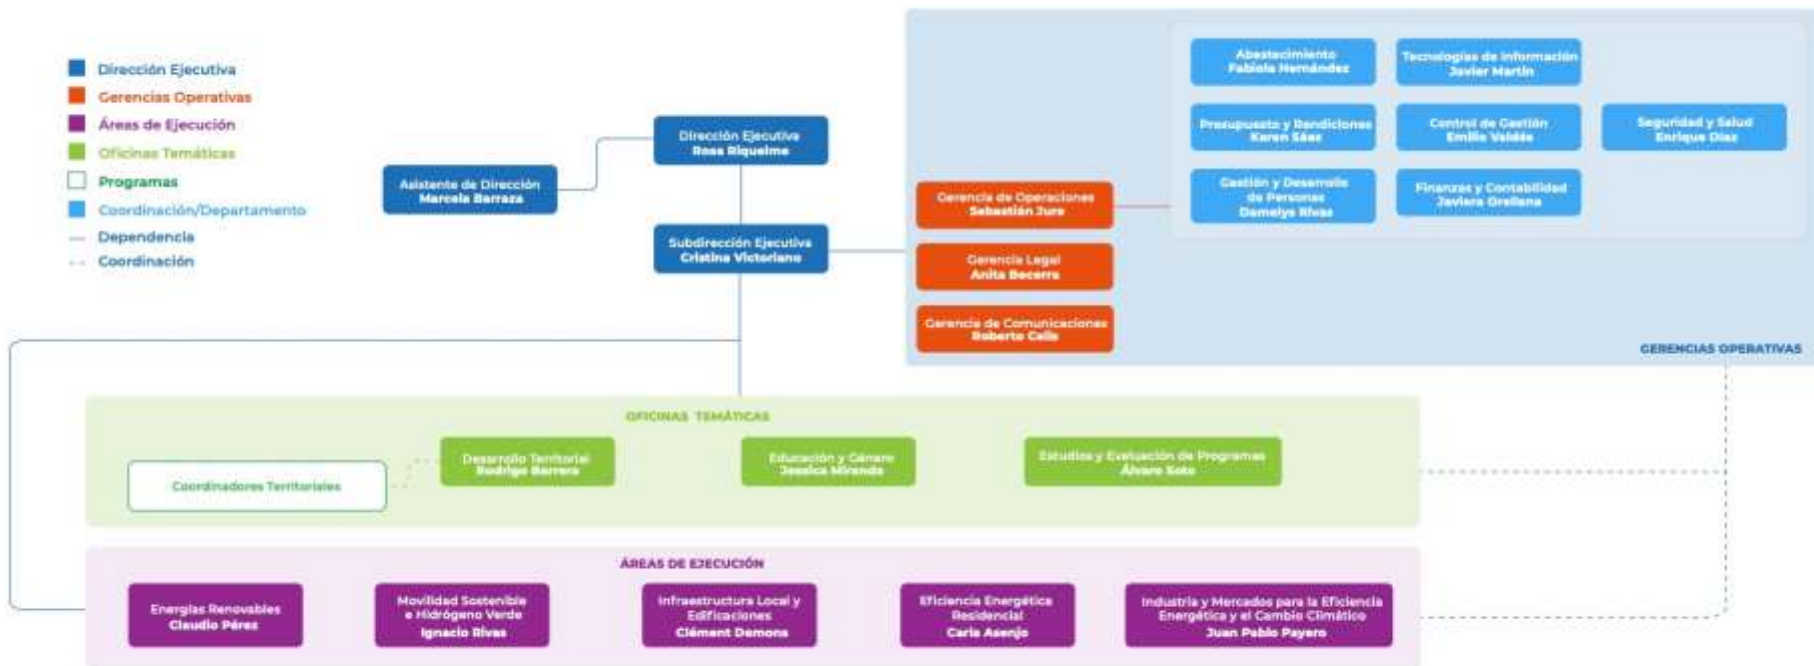 Dirección Ejecutiva
Gerencias Operativas
Áreas de Ejecución
Oficinas Temáticas
Programas
Coordinación/Departamento
Dependencia
Coordinación
Dirección Ejecutiva
Rosa Riquelme
Asistente de Dirección
Marcela Barraza
Subdirección Ejecutiva
Cristina Victoriano
Abastecimiento
Fabiola Hernández
Tecnologías de Información
Javier Martin
Presupuesto y Rendiciones
Karen Sáez
Control de Gestión
Emilio Valdés
Seguridad y Salud
Enrique Díaz
Gestión y Desarrollo
de Personas
Damelys Rivas
Finanzas y Contabilidad
Javiera Orellana
Gerencia de Operaciones
Sebastián Jure
Gerencia Legal
Anita Becerra
Gerencia de Comunicaciones
Roberto Celis
GERENCIAS OPERATIVAS
OFICINAS TEMÁTICAS
Coordinadores Territoriales
Desarrollo Territorial
Rodrigo Barrera
Educación y Género
Jessica Miranda
Estudios y Evaluación de Programas
Álvaro Soto
ÁREAS DE EJECUCIÓN
Energías Renovables
Claudio Pérez
Movilidad Sostenible
e Hidrógeno Verde
Ignacio Rivas
Infraestructura Local y
Edificaciones
Clément Demons
Eficiencia Energética
Residencial
Carla Asenjo
Industria y Mercados para la Eficiencia
Energética y el Cambio Climático
Juan Pablo Payero